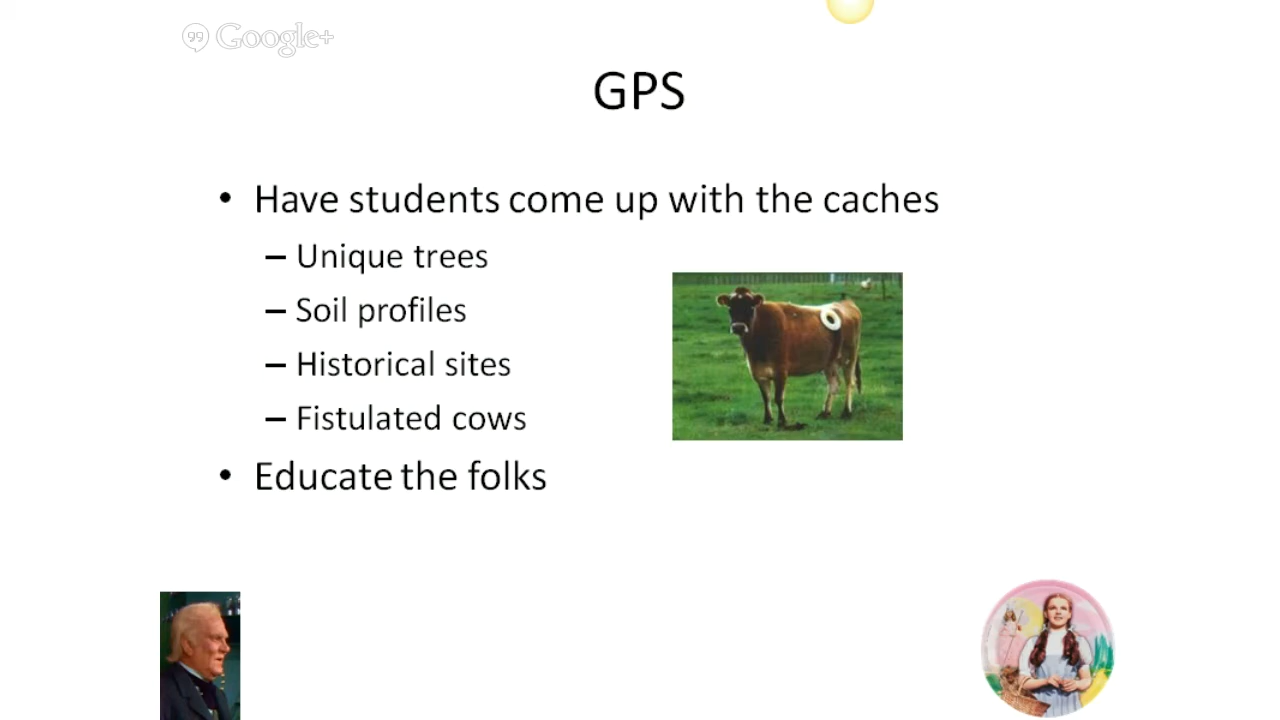 Google+
GPS
• Have students come up with the caches
– Unique trees
– Soil profiles
– Historical sites
– Fistulated cows
• Educate the folks